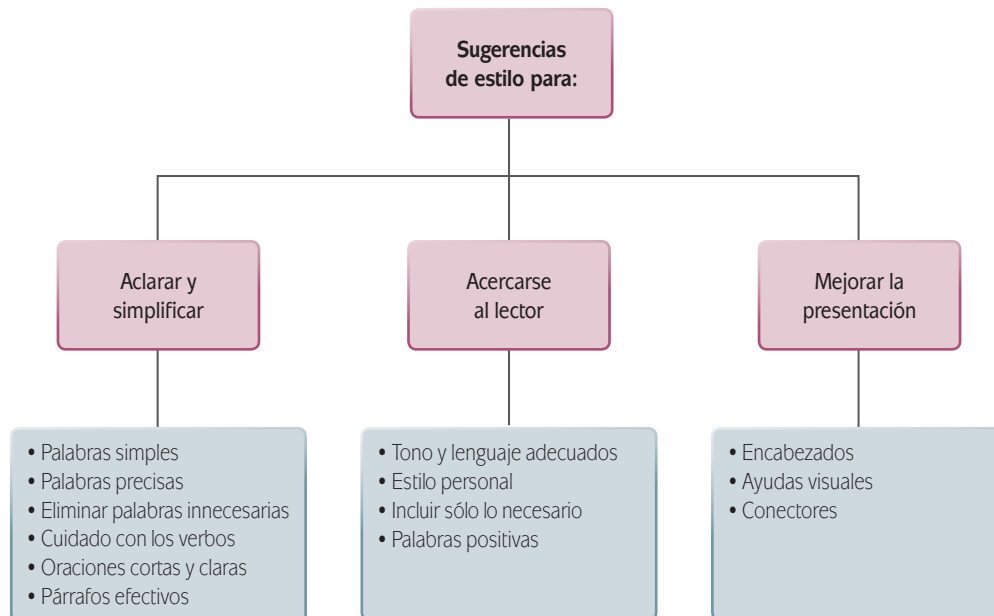 Sugerencias
de estilo para:
Aclarar y
simplificar
Acercarse
al lector
Mejorar la
presentación
• Palabras simples
• Palabras precisas
• Eliminar palabras innecesarias
• Cuidado con los verbos
• Oraciones cortas y claras
• Párrafos efectivos
• Tono y lenguaje adecuados
• Estilo personal
• Incluir sólo lo necesario
• Palabras positivas
• Encabezados
• Ayudas visuales
• Conectores